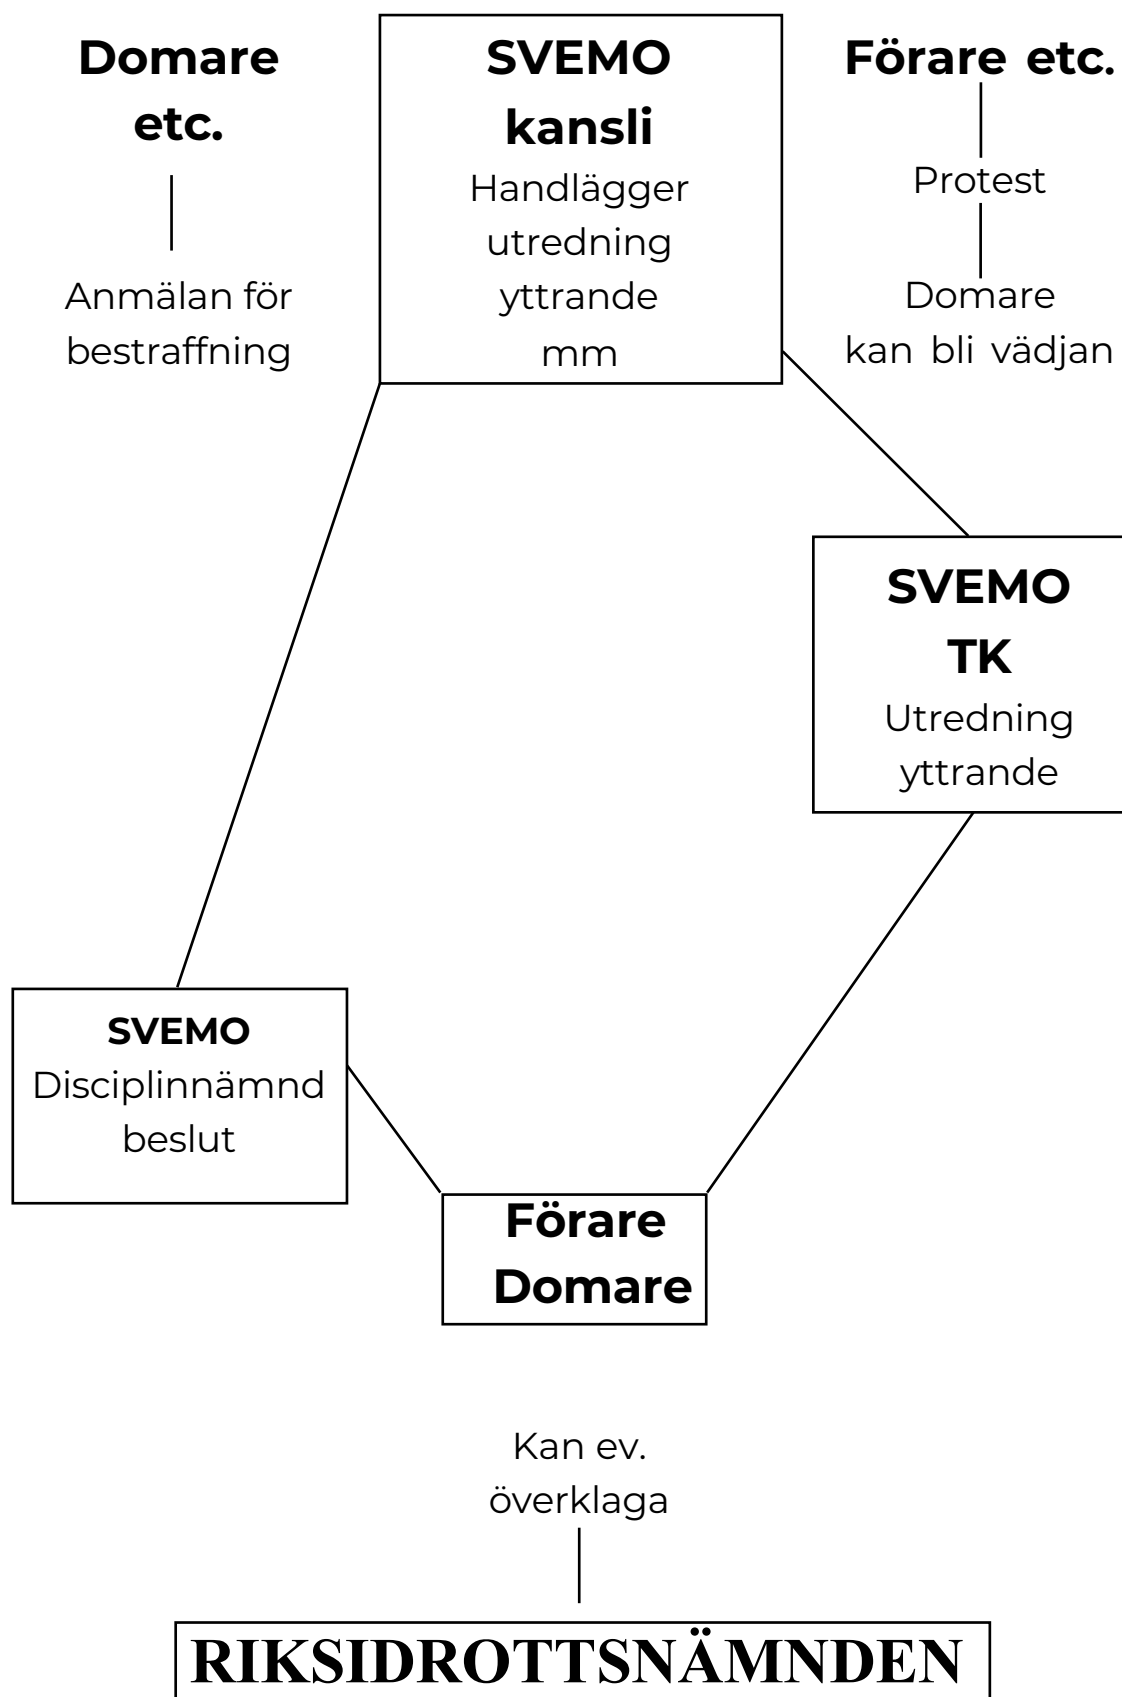 Domare
etc.
Anmälan för
bestraffning
SVEMO
kansli
Handlägger
utredning
yttrande
mm
Förare etc.
Protest
Domare
kan bli vädjan
SVEMO
TK
Utredning
yttrande
SVEMO
Disciplinnämnd
beslut
Förare
Domare
Kan ev.
överklaga
RIKSIDROTTSNÄMNDEN